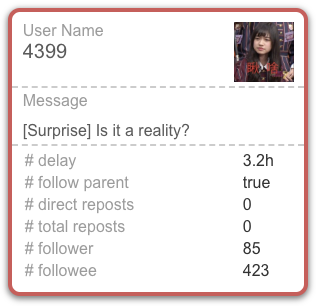 User Name
4399
Message
[Surprise] Is it a reality?
# delay 3.2h
# follow parent true
# direct reposts 0
# total reposts 0
# follower 85
# followee 423